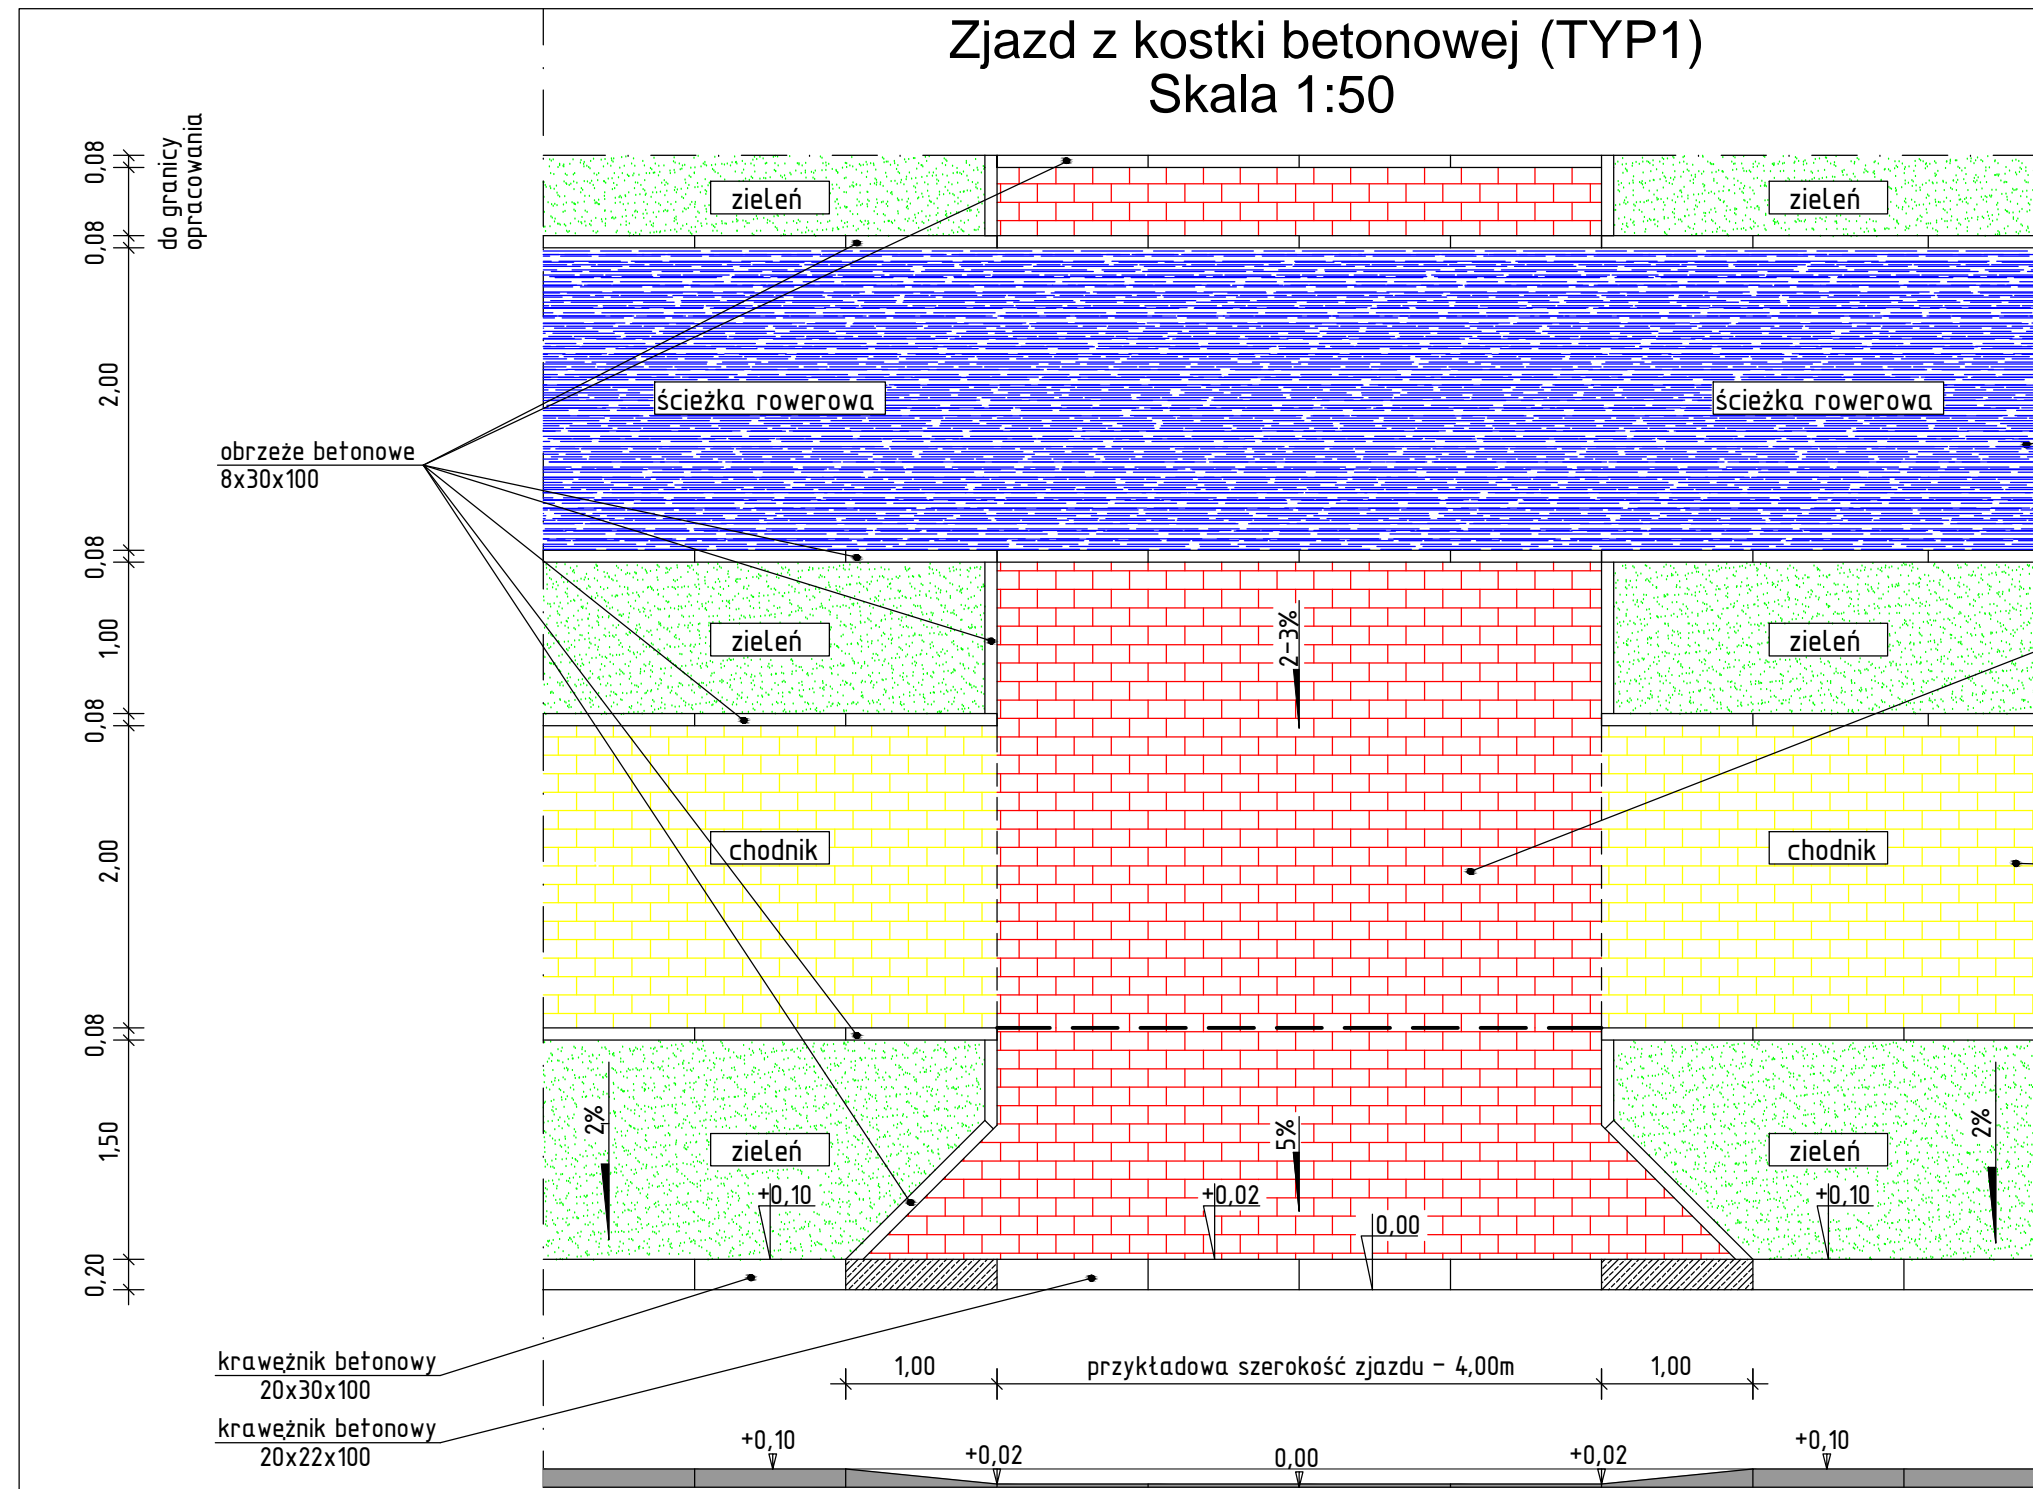 Zjazd z kostki betonowej (TYP1)
Skala 1:50
do granicy
opracowania
0,08
0,08
2,00
0,08
1,00
0,08
2,00
0,08
1,50
0,20
zieleń
zieleń
ścieżka rowerowa
ścieżka rowerowa
obrzeże betonowe
8x30x100
zieleń
2-3%
zieleń
chodnik
chodnik
2%
zieleń
5%
zieleń
2%
+0,10
+0,02
0,00
+0,10
krawężnik betonowy
20x30x100
krawężnik betonowy
20x22x100
1,00
przykładowa szerokość zjazdu - 4,00m
1,00
+0,10
+0,02
0,00
+0,02
+0,10